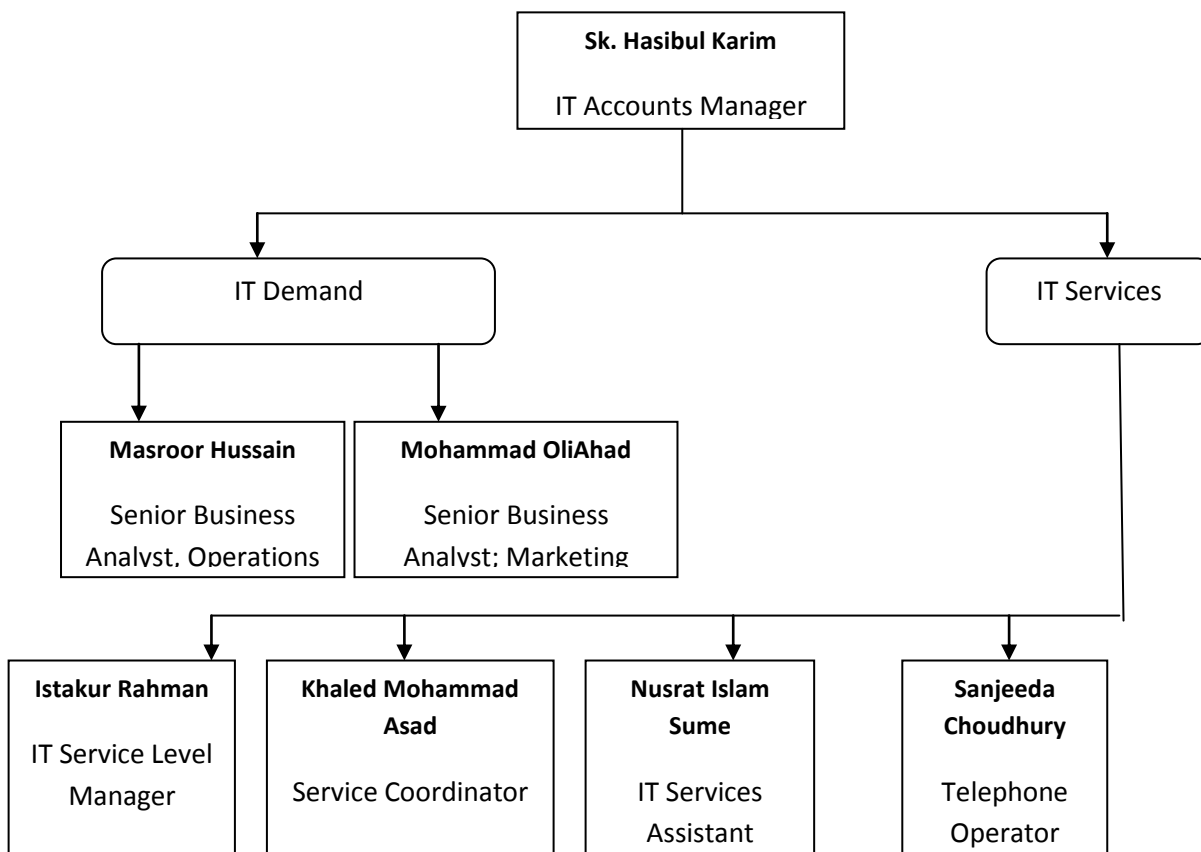 Sk. Hasibul Karim
IT Accounts Manager
IT Demand
IT Services
Masroor Hussain
Senior Business
Analyst, Operations
Mohammad OliAhad
Senior Business
Analyst; Marketing
Istakur Rahman
IT Service Level
Manager
Khaled Mohammad
Asad
Service Coordinator
Nusrat Islam
Sume
IT Services
Assistant
Sanjeeda
Choudhury
Telephone
Operator